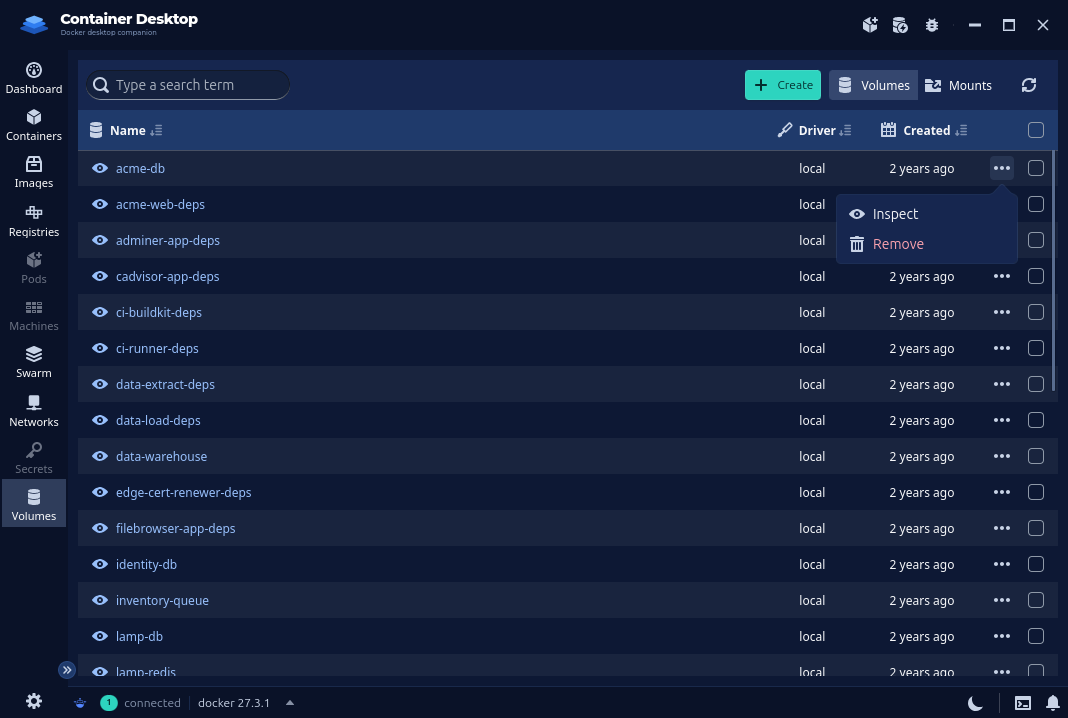 Container Desktop
Docker desktop companion
Dashboard
Containers
Images
Registries
Pods
Machines
Swarm
Networks
Secrets
Volumes
Type a search term
Create
Volumes
Mounts
Name Driver Created
acme-db local 2 years ago
acme-web-deps local
adminer-app-deps local
cadvisor-app-deps local 2 years ago
ci-buildkit-deps local 2 years ago
ci-runner-deps local 2 years ago
data-extract-deps local 2 years ago
data-load-deps local 2 years ago
data-warehouse local 2 years ago
edge-cert-renewer-deps local 2 years ago
filebrowser-app-deps local 2 years ago
identity-db local 2 years ago
inventory-queue local 2 years ago
lamp-db local 2 years ago
lamp-redis local 2 years ago
Inspect
Remove
1 connected docker 27.3.1